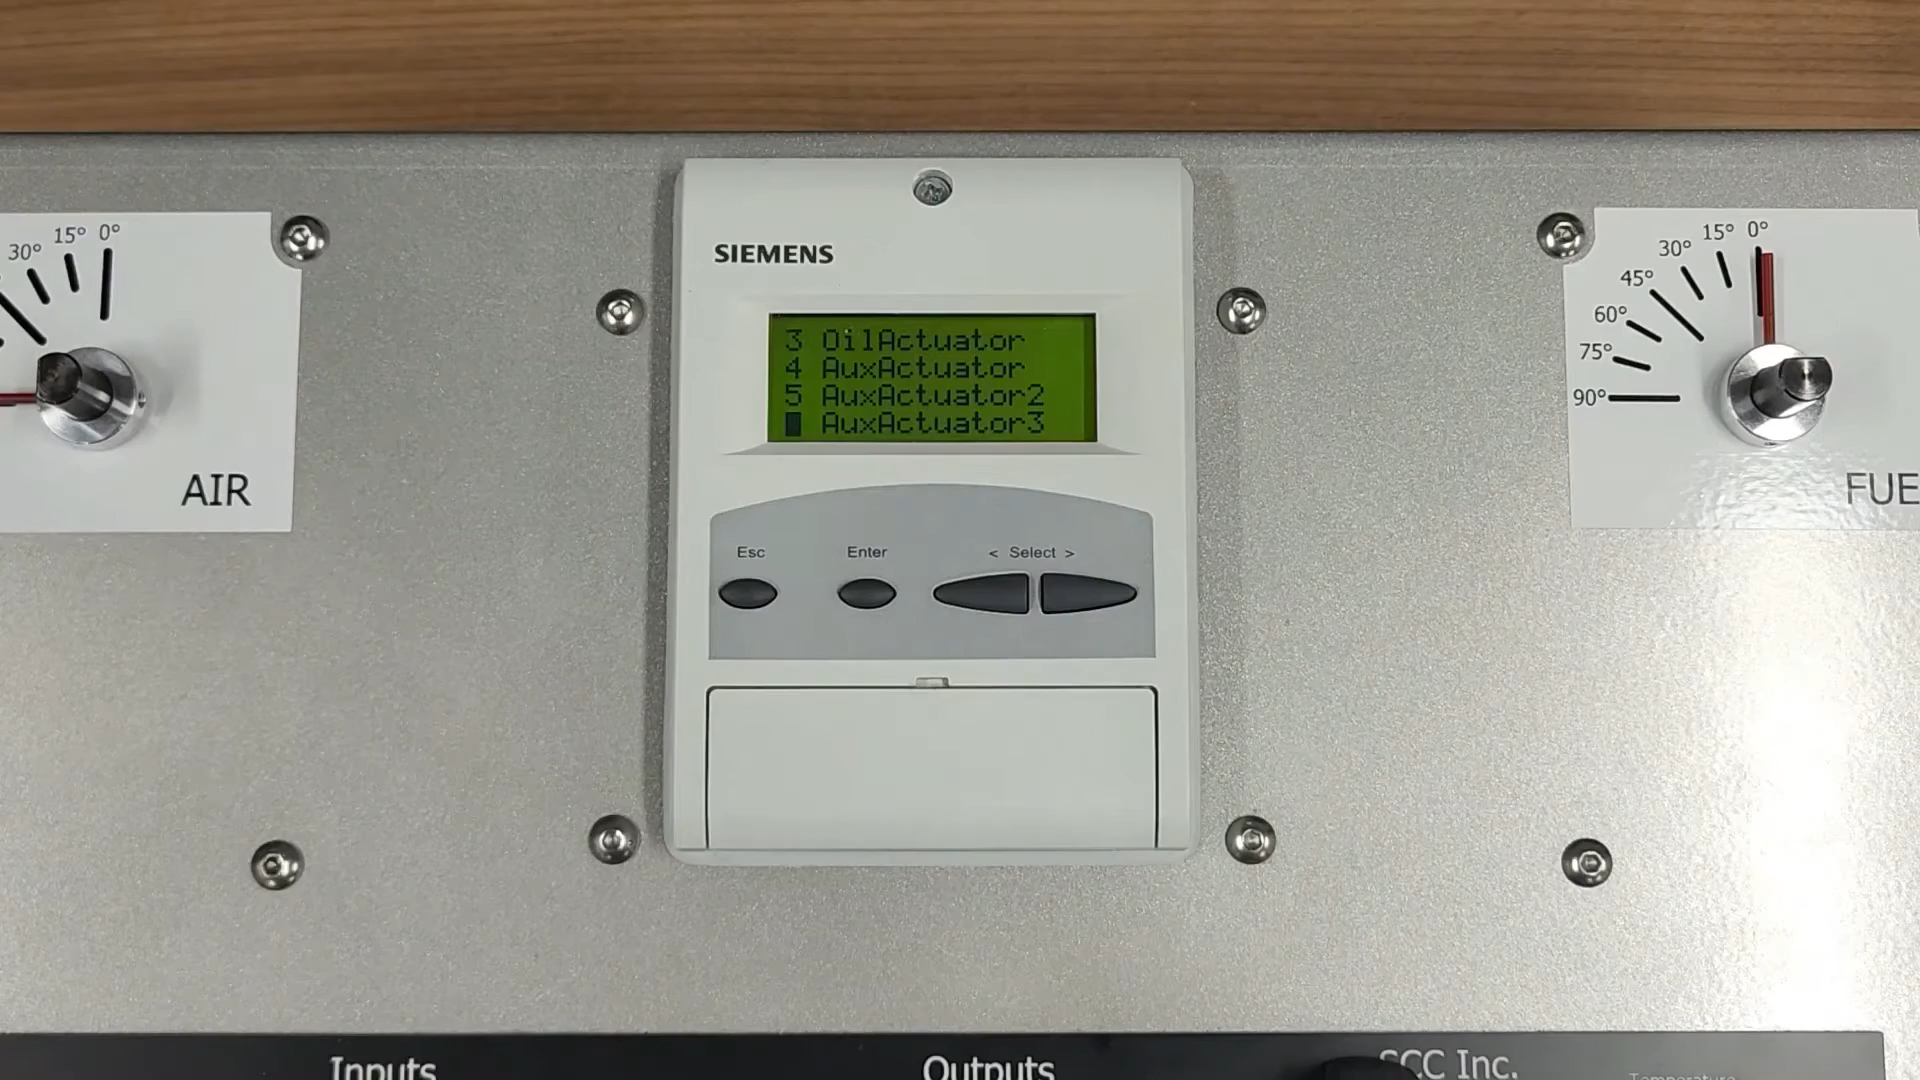 SIEMENS
3 OilActuator
4 AuxActuator
5 AuxActuator2
AuxActuator3
Esc
Enter
< Select >
30° 15° 0°
AIR
0°
15°
30°
45°
60°
75°
90°
Inputs
Outputs
SCC Inc.
Temperature